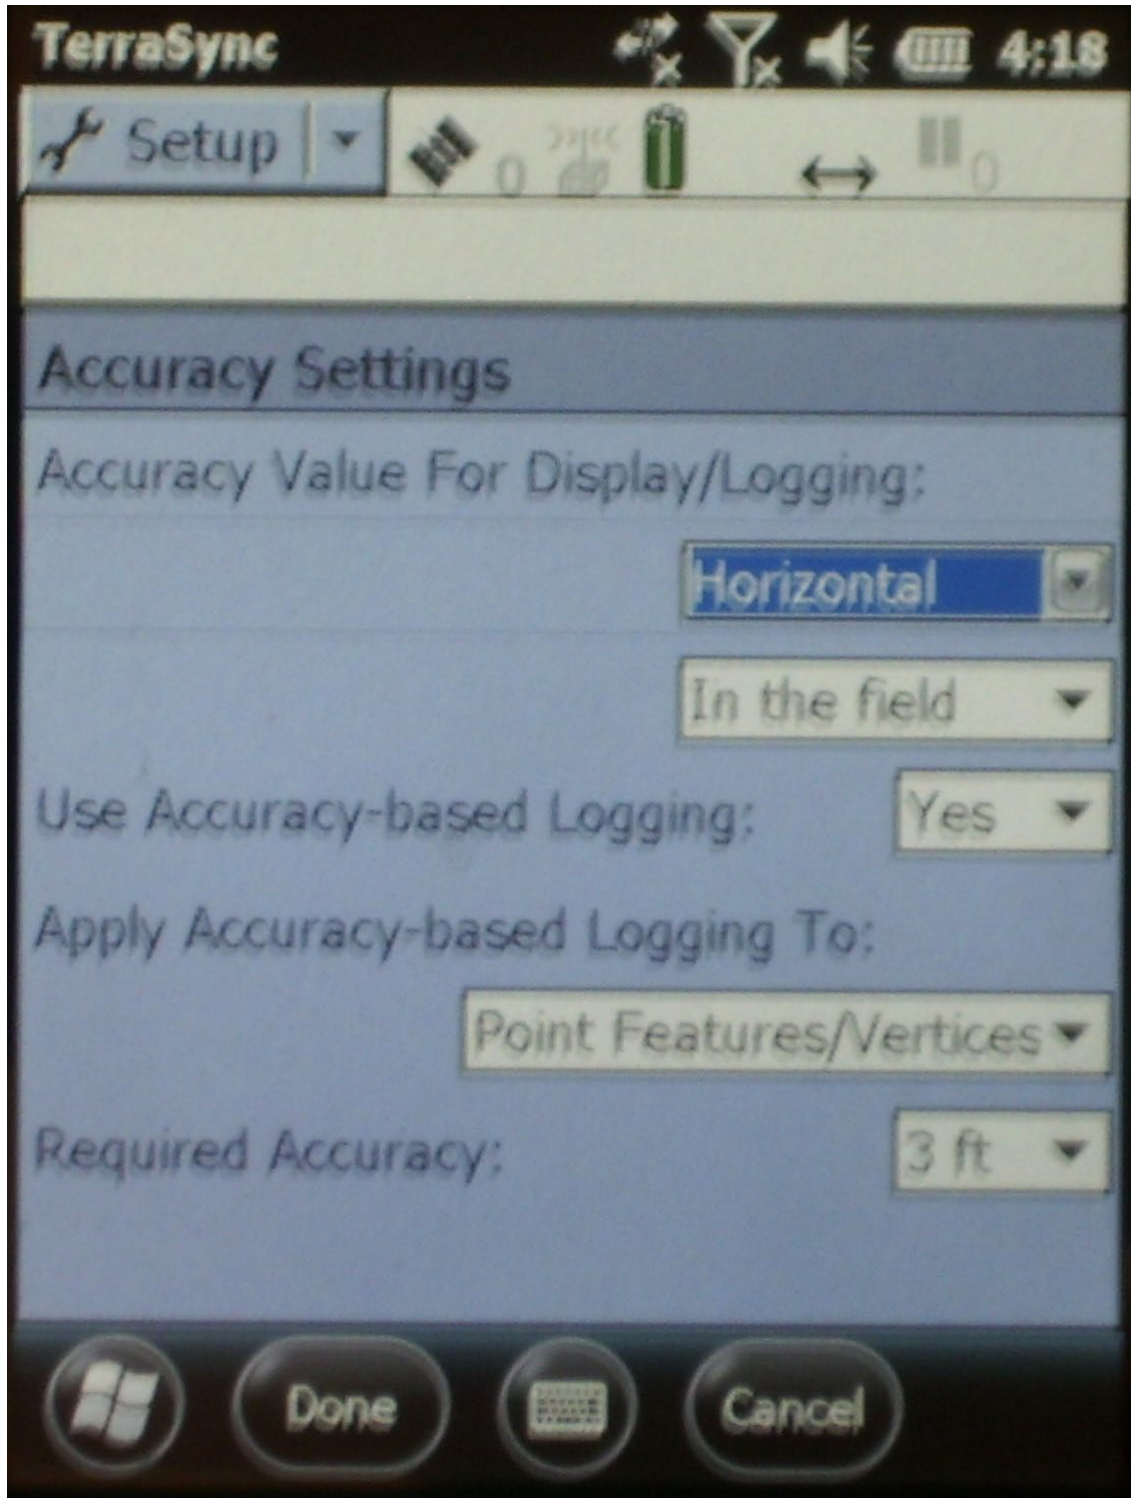 TerraSync 4:18
Setup 0 0
Accuracy Settings
Accuracy Value For Display/Logging:
Horizontal
In the field
Use Accuracy-based Logging: Yes
Apply Accuracy-based Logging To:
Point Features/Vertices
Required Accuracy: 3 ft
Done Cancel